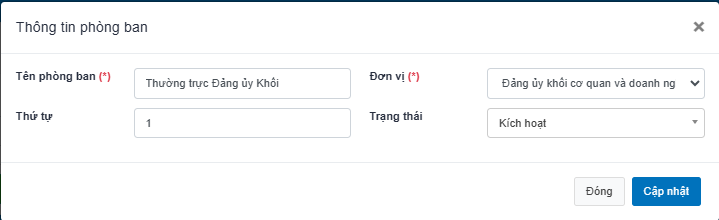 Thông tin phòng ban ×
Tên phòng ban (*) Thường trực Đảng ủy Khối Đơn vị (*) Đảng ủy khối cơ quan và doanh ng
Thứ tự 1 Trạng thái Kích hoạt
Đóng Cập nhật